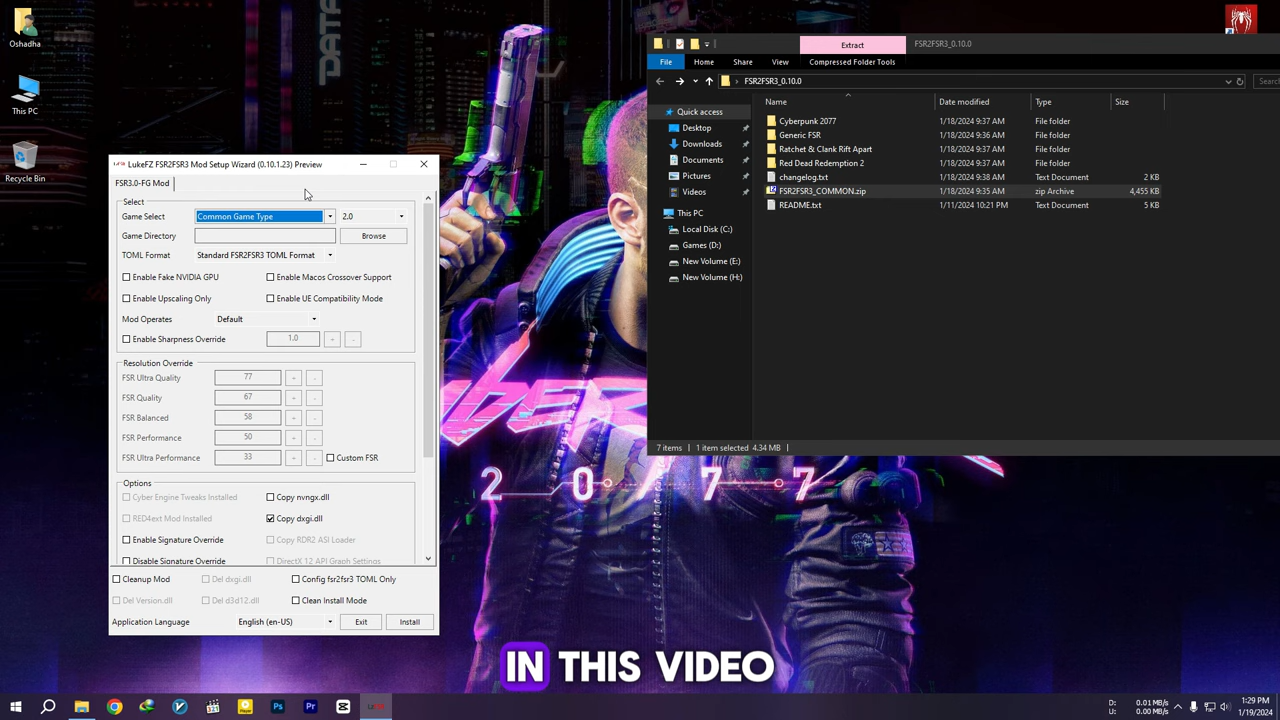 Oshadha
This PC
Recycle Bin
LukeFZ FSR2FSR3 Mod Setup Wizard (0.10.1.23) Preview
FSR3.0-FG Mod
Select
Game Select
Common Game Type
2.0
Game Directory
Browse
TOML Format
Standard FSR2FSR3 TOML Format
Enable Fake NVIDIA GPU
Enable Macos Crossover Support
Enable Upscaling Only
Enable UE Compatibility Mode
Mod Operates
Default
Enable Sharpness Override
1.0
+
-
Resolution Override
FSR Ultra Quality
77
+
-
FSR Quality
67
+
-
FSR Balanced
58
+
-
FSR Performance
50
+
-
FSR Ultra Performance
33
+
-
Custom FSR
Options
Cyber Engine Tweaks Installed
Copy nvngx.dll
RED4ext Mod Installed
Copy dxgi.dll
Enable Signature Override
Copy RDR2 ASI Loader
Disable Signature Override
DirectX 12 API Graph Settings
Cleanup Mod
Del dxgi.dll
Config fsr2fsr3 TOML Only
Del Version.dll
Del d3d12.dll
Clean Install Mode
Application Language
English (en-US)
Exit
Install
Extract
FSR2FSR3_0.10.0
File
Home
Share
View
Compressed Folder Tools
FSR2FSR3_0.10.0
Sear
Quick access
Desktop
Downloads
Documents
Pictures
Videos
This PC
Local Disk (C:)
Games (D:)
New Volume (E:)
New Volume (H:)
Name
Date modified
Type
Size
Cyberpunk 2077
1/18/2024 9:37 AM
File folder
Generic FSR
1/18/2024 9:36 AM
File folder
Ratchet & Clank Rift Apart
1/18/2024 9:37 AM
File folder
Red Dead Redemption 2
1/18/2024 9:37 AM
File folder
changelog.txt
1/18/2024 9:38 AM
Text Document
2 KB
FSR2FSR3_COMMON.zip
1/18/2024 9:35 AM
zip Archive
4,455 KB
README.txt
1/11/2024 10:21 PM
Text Document
5 KB
7 items
1 item selected 4.34 MB
2 0 7 7
IN THIS VIDEO
Ps
Pr
D: 0.01 MB/s
U: 0.00 MB/s
1:29 PM
1/19/2024